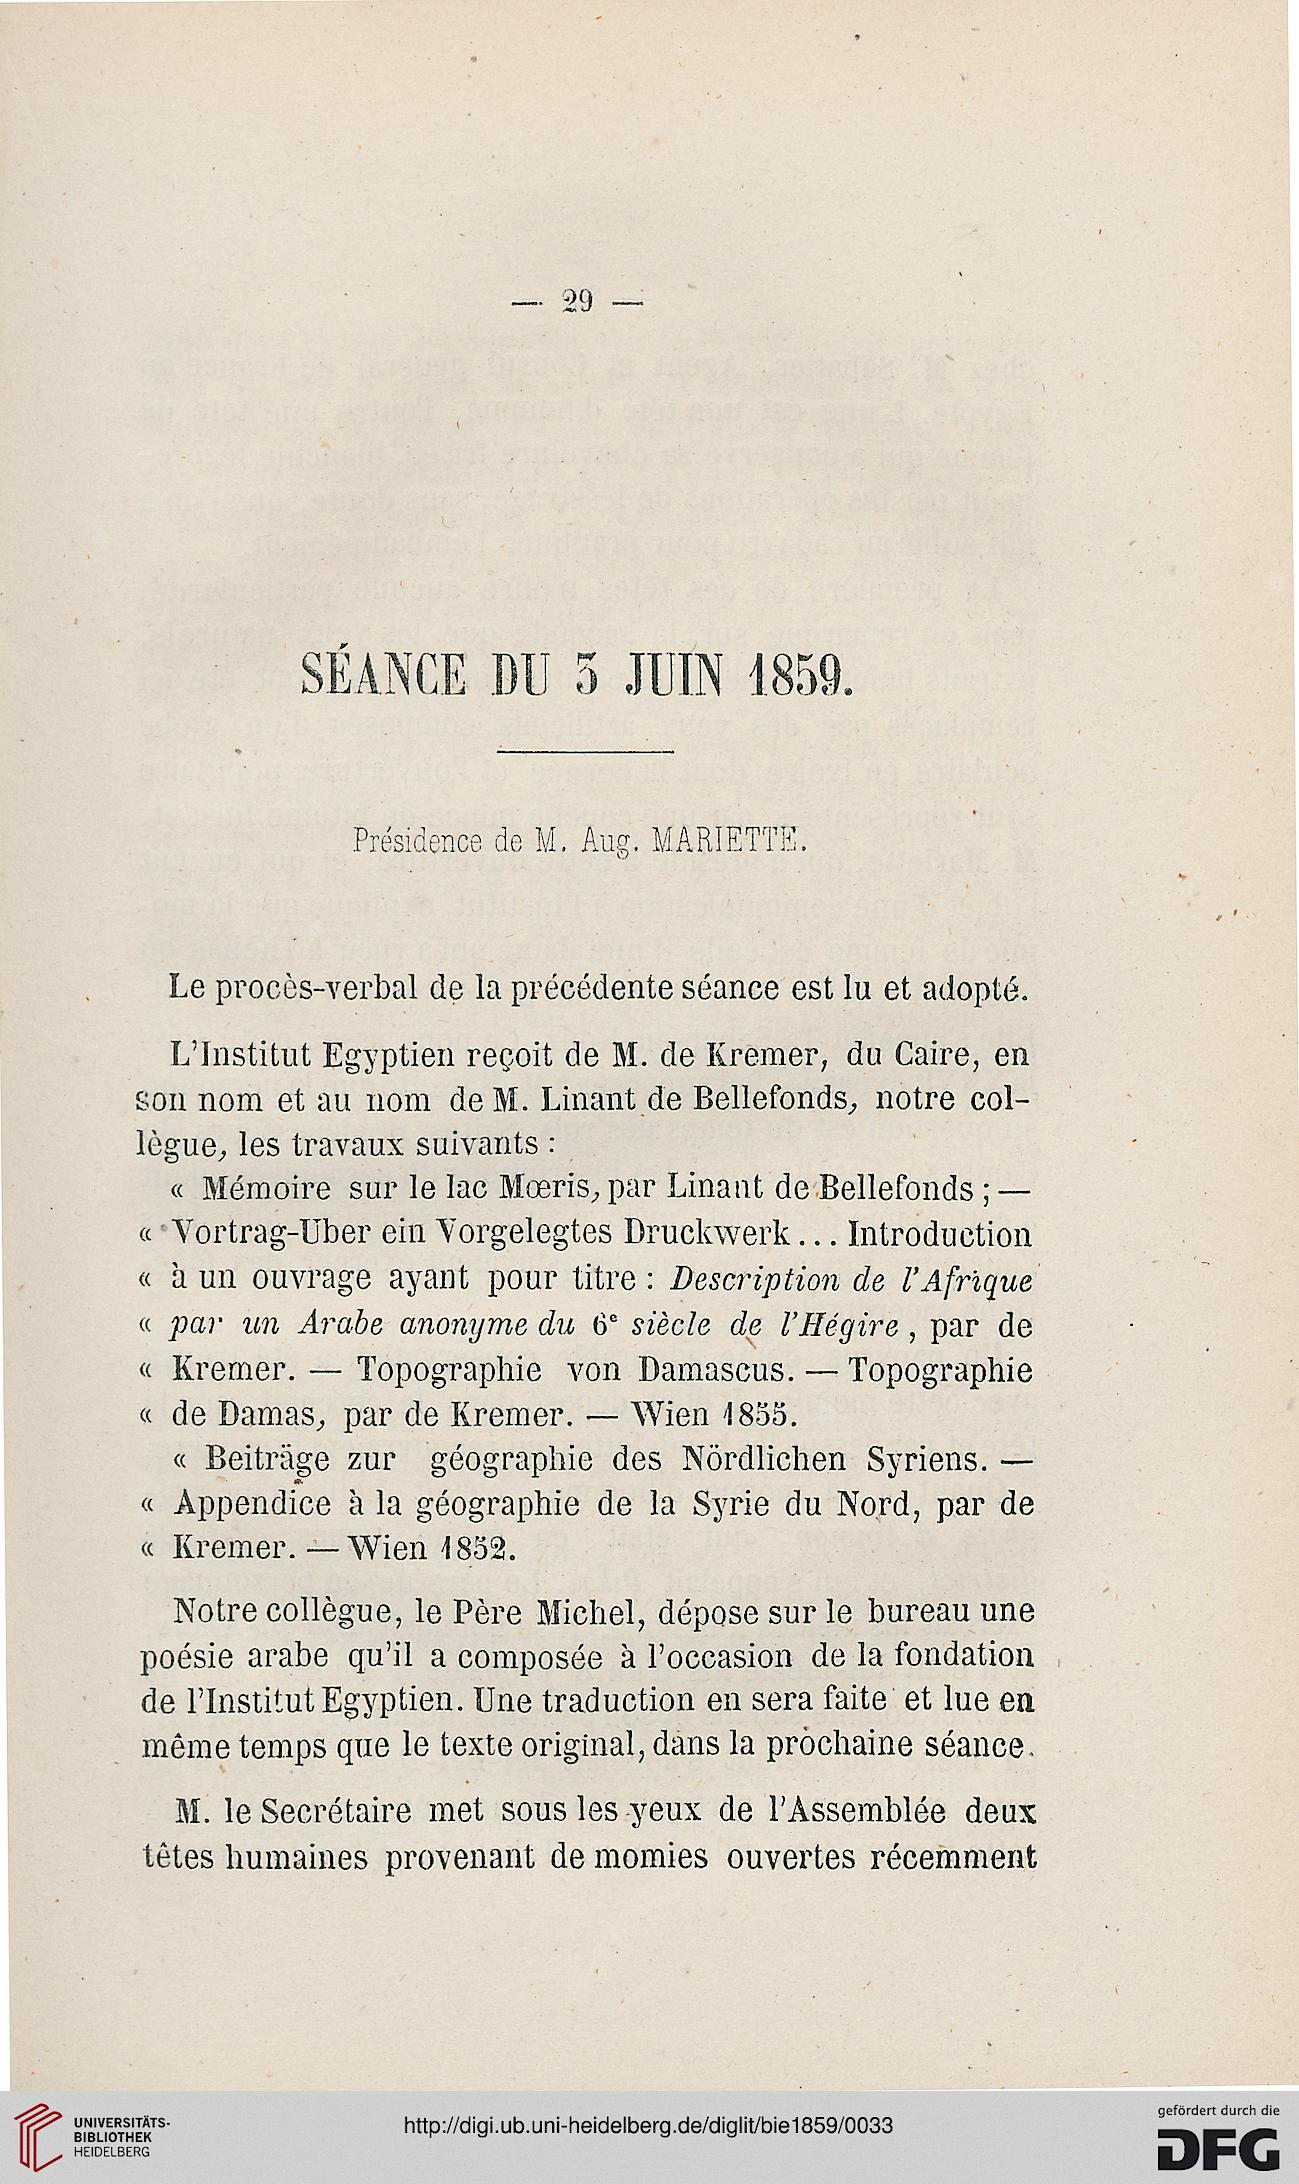 — 29 —
SÉANCE DU 3 JUIN 1859.
Présidence de M. Aug. MARIETTE.
Le procès-verbal de la précédente séance est lu et adopté.
L'Institut Egyptien reçoit de M. de Kremer, du Caire, en
son nom et au nom de M. Linant de Bellefonds, notre col-
lègue, les travaux suivants :
« Mémoire sur le lac Mœris, par Linant de Bellefonds ; —
« Vortrag-Uber ein Vorgelegtes Druckwerk... Introduction
« à un ouvrage ayant pour titre : Description de l'Afrique
« par un Arabe anonyme du 6e siècle de l'Hégire, par de
« Kremer. — Topographie von Damascus. — Topographie
« de Damas, par de Kremer. — Wien 1855.
« Beiträge zur géographie des Nördlichen Syriens. —
« Appendice à la géographie de la Syrie du Nord, par de
« Kremer. — Wien 1852.
Notre collègue, le Père Michel, dépose sur le bureau une
poésie arabe qu'il a composée à l'occasion de la fondation
de l'Institut Egyptien. Une traduction en sera faite et lue en
même temps que le texte original, dans la prochaine séance.
M. le Secrétaire met sous les yeux de l'Assemblée deux
têtes humaines provenant de momies ouvertes récemment
UNIVERSITÄTS-
BIBLIOTHEK
HEIDELBERG
http://digi.ub.uni-heidelberg.de/diglit/bie1859/0033
gefördert durch die
DFG